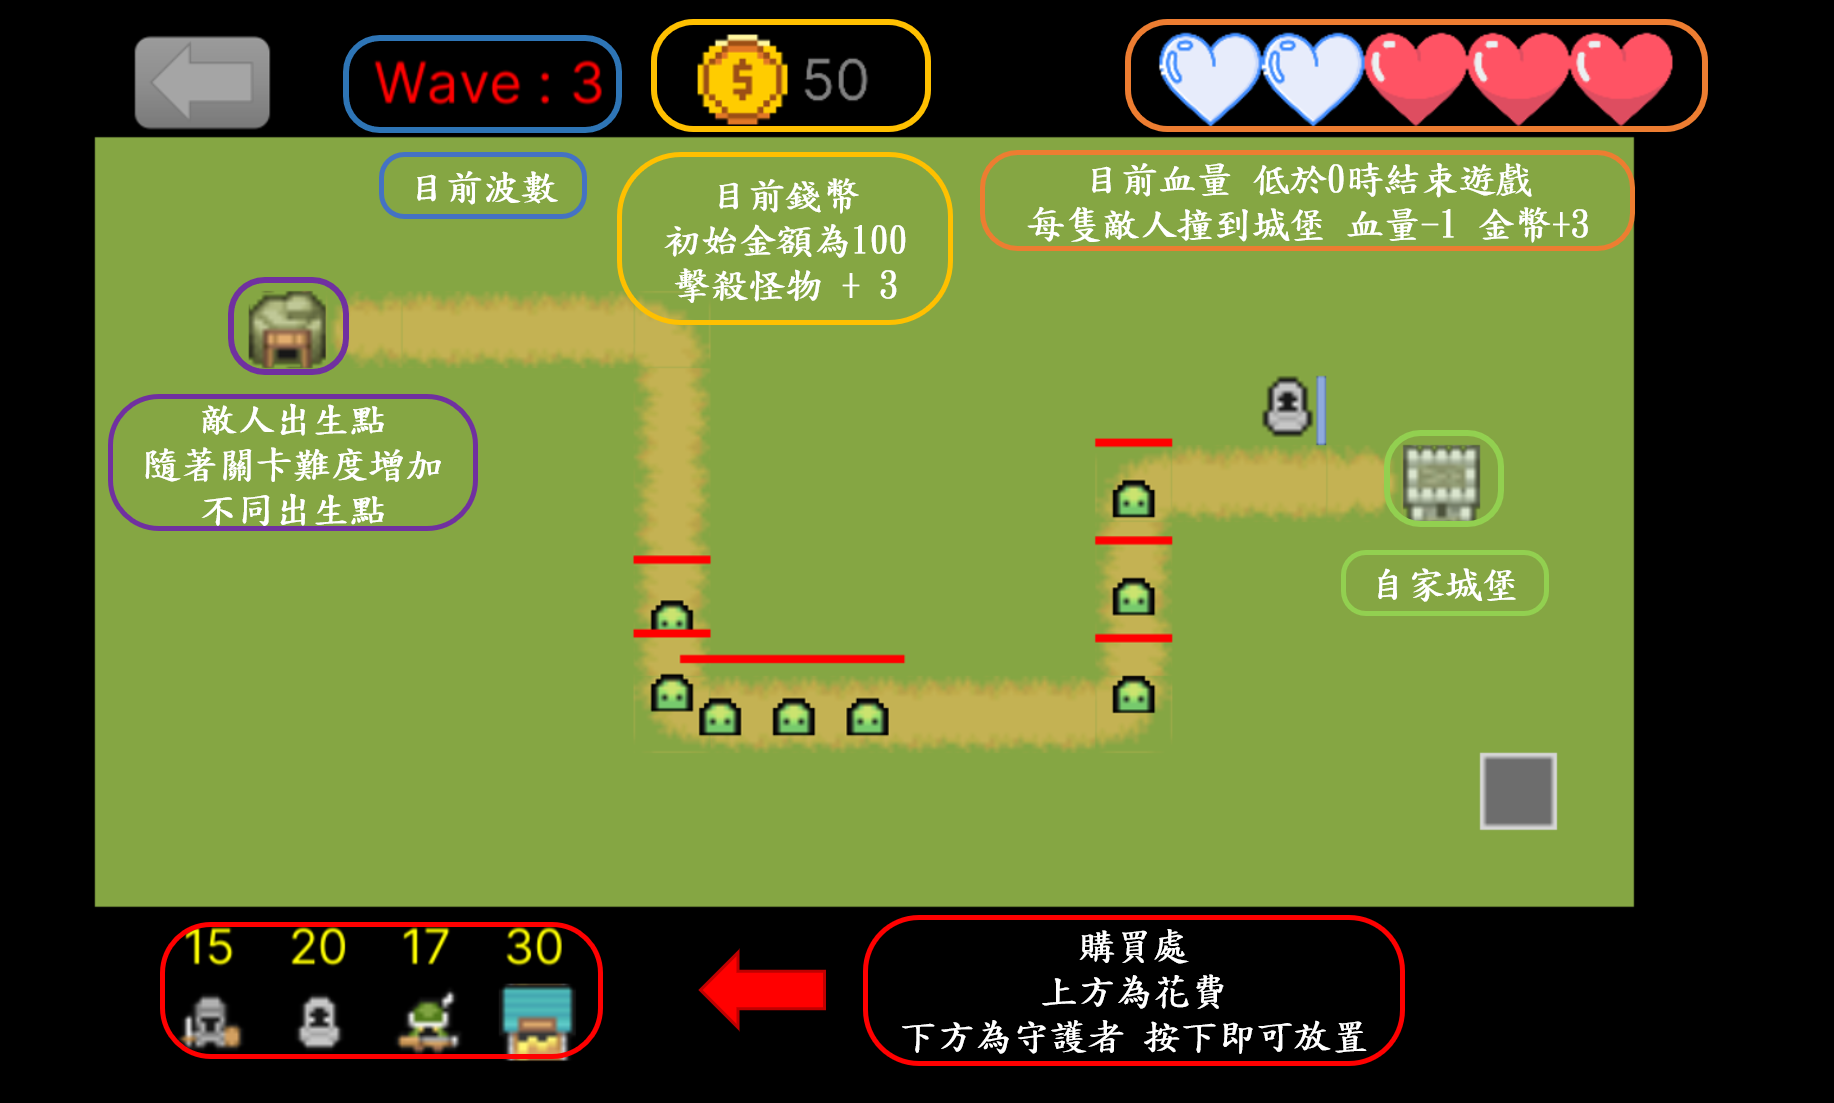 Wave : 3
50
目前波數
目前錢幣
初始金額為100
擊殺怪物 + 3
目前血量 低於0時結束遊戲
每隻敵人撞到城堡 血量-1 金幣+3
敵人出生點
隨著關卡難度增加
不同出生點
自家城堡
15 20 17 30
購買處
上方為花費
下方為守護者 按下即可放置